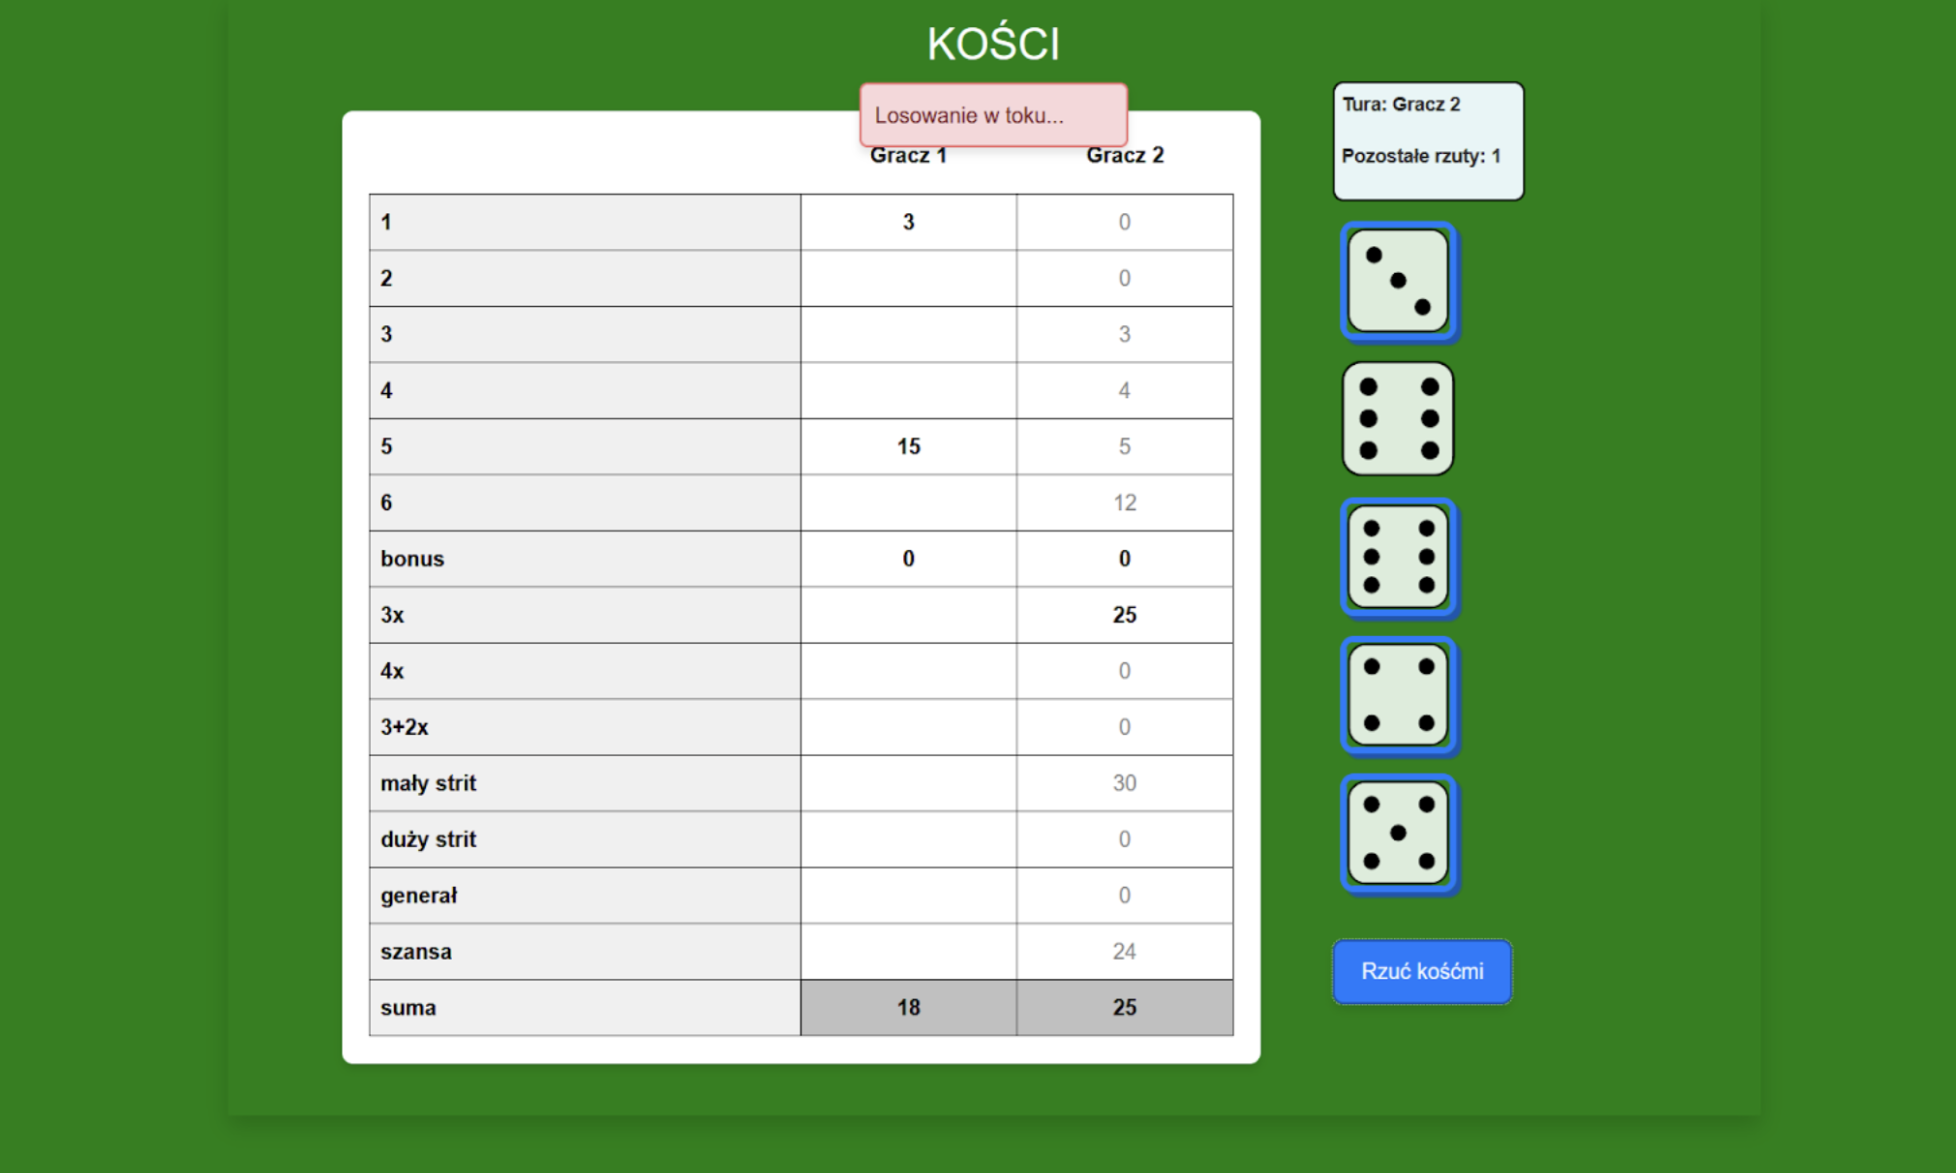 KOŚCI
Losowanie w toku...
Gracz 1 Gracz 2
1 3 0
2 0
3 3
4 4
5 15 5
6 12
bonus 0 0
3x 25
4x 0
3+2x 0
mały strit 30
duży strit 0
generał 0
szansa 24
suma 18 25
Tura: Gracz 2
Pozostałe rzuty: 1
Rzuć kośćmi